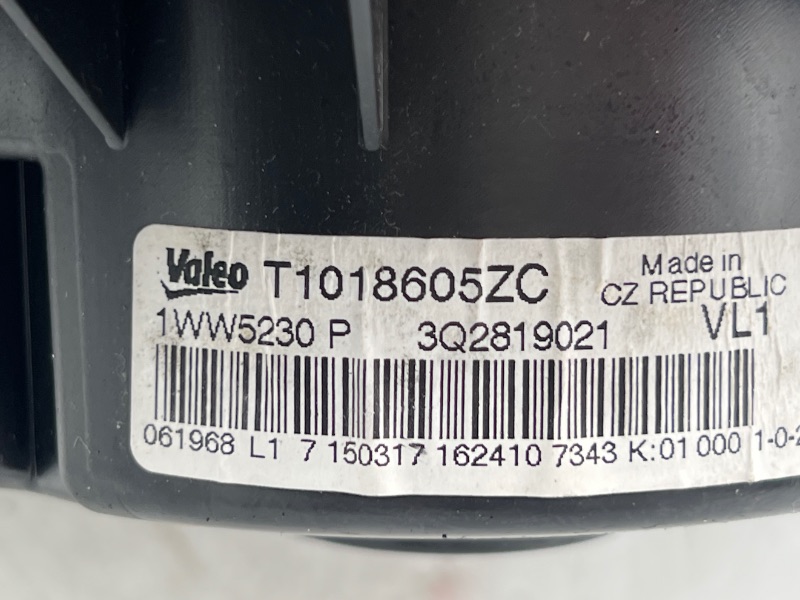 Valeo T1018605ZC Made in
CZ REPUBLIC
1WW5230 P 3Q2819021 VL1
061968 L1 7 150317 162410 7343 K:01 000 1-0-2